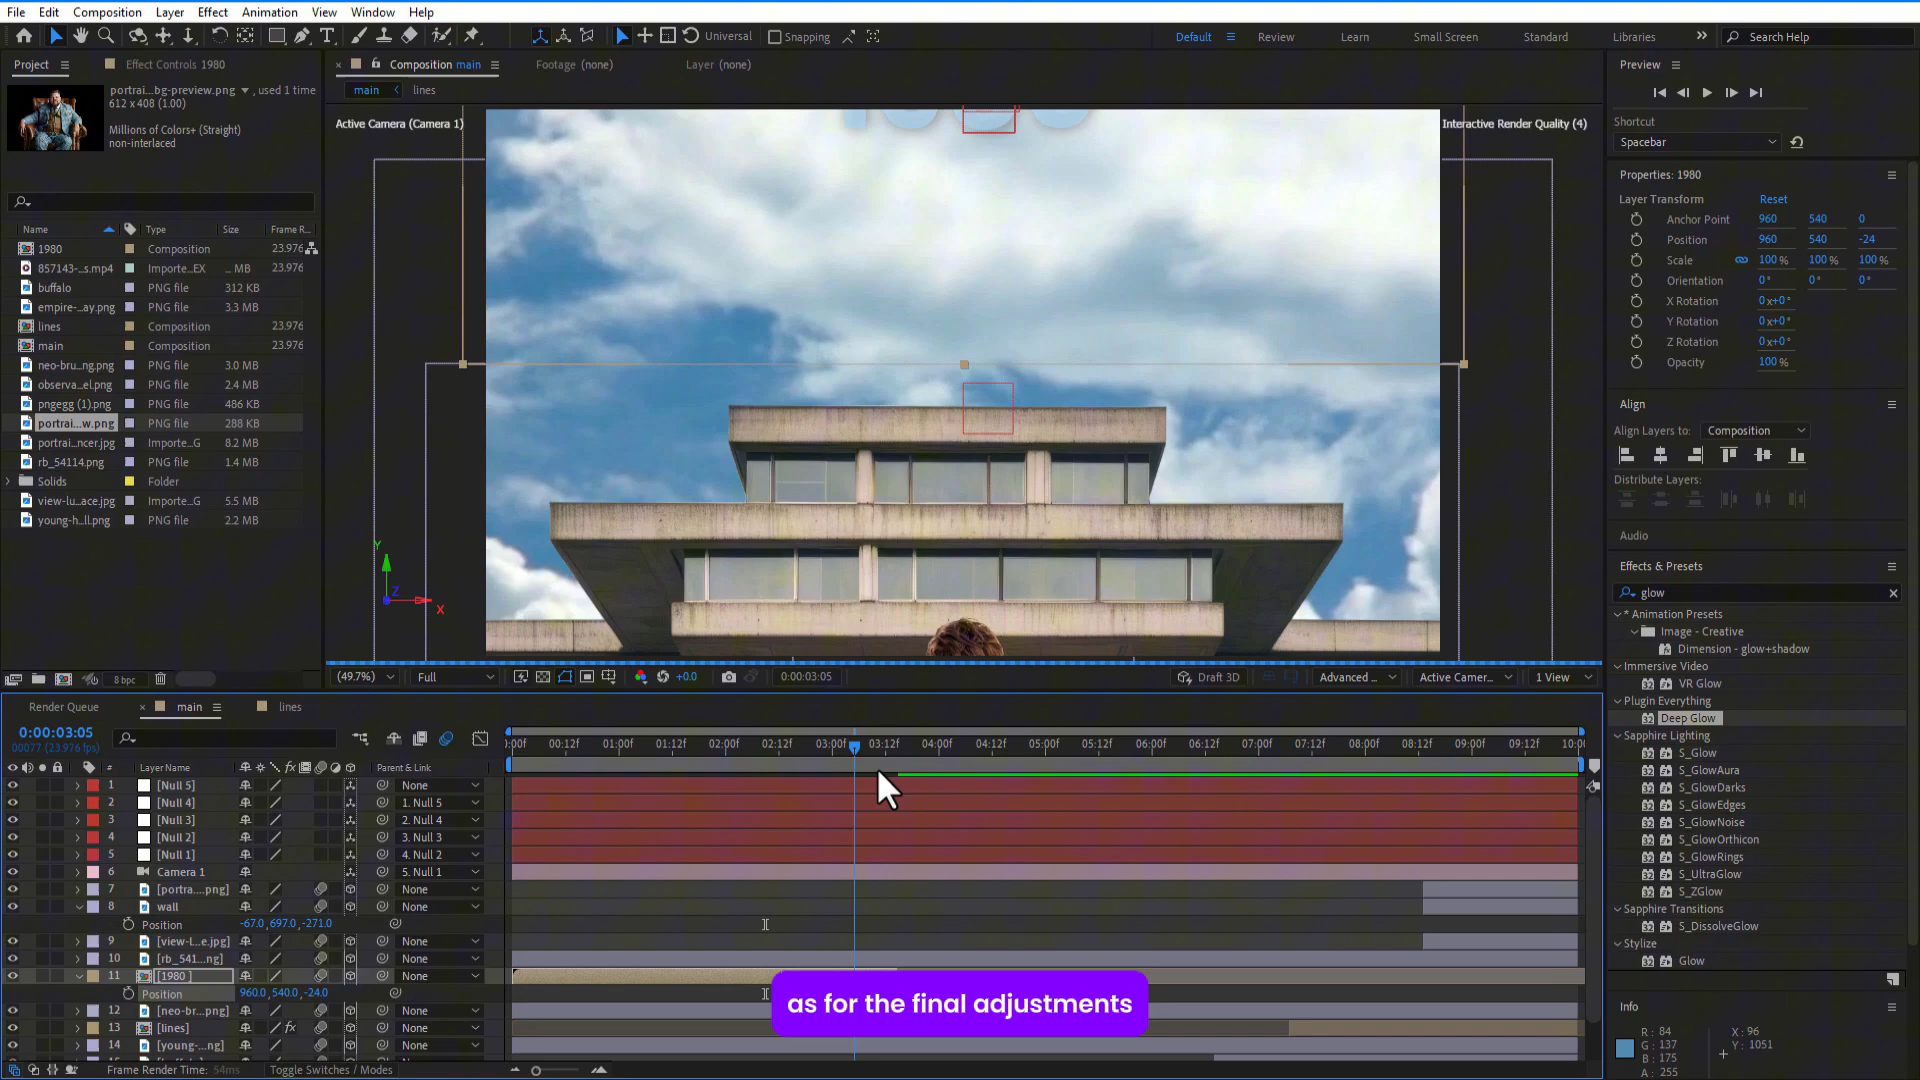 File Edit Composition Layer Effect Animation View Window Help
Universal Snapping Default Review Learn Small Screen Standard Libraries Search Help
Project Effect Controls 1980
portrai...bg-preview.png , used 1 time
612 x 408 (1.00)
Millions of Colors+ (Straight)
non-interlaced
Name Type Size Frame R...
1980 Composition 23.976
857143-_s.mp4 Importe...EX ... MB
buffalo PNG file 312 KB
empire-...ay.png PNG file 3.3 MB
lines Composition 23.976
main Composition 23.976
neo-bru...ng.png PNG file 3.0 MB
observa...el.png PNG file 2.4 MB
pngegg (1).png PNG file 486 KB
portrai...w.png PNG file 288 KB
portrai...ncer.jpg Importe...G 8.2 MB
rb_54114.png PNG file 1.4 MB
Solids Folder
view-lu...ace.jpg Importe...G 5.5 MB
young-h...ll.png PNG file 2.2 MB
8 bpc
Composition main Footage (none) Layer (none)
main lines
Active Camera (Camera 1) Interactive Render Quality (4)
Y
Z
X
(49.7%) Full +0.0 0:00:03:05 Draft 3D Advanced ... Active Camer... 1 View
Preview
Shortcut
Spacebar
Properties: 1980
Layer Transform Reset
Anchor Point 960 540 0
Position 960 540 -24
Scale 100 % 100 % 100 %
Orientation 0° 0° 0°
X Rotation 0x+0°
Y Rotation 0x+0°
Z Rotation 0x+0°
Opacity 100 %
Align
Align Layers to: Composition
Distribute Layers:
Audio
Effects & Presets
glow
* Animation Presets
Image - Creative
Dimension - glow+shadow
Immersive Video
32 VR Glow
Plugin Everything
32 Deep Glow
Sapphire Lighting
32 S_Glow
32 S_GlowAura
32 S_GlowDarks
32 S_GlowEdges
32 S_GlowNoise
32 S_GlowOrthicon
32 S_GlowRings
32 S_UltraGlow
32 S_ZGlow
Sapphire Transitions
32 S_DissolveGlow
Stylize
32 Glow
Info
R: 84 X: 96
G: 137 Y: 1051
B: 175
A: 255
Render Queue main lines
0:00:03:05
00077 (23.976 fps)
:00f 00:12f 01:00f 01:12f 02:00f 02:12f 03:00f 03:12f 04:00f 04:12f 05:00f 05:12f 06:00f 06:12f 07:00f 07:12f 08:00f 08:12f 09:00f 09:12f 10:0
# Layer Name fx Parent & Link
1 [Null 5] None
2 [Null 4] 1. Null 5
3 [Null 3] 2. Null 4
4 [Null 2] 3. Null 3
5 [Null 1] 4. Null 2
6 Camera 1 5. Null 1
7 [portra....png] None
8 wall None
Position -67.0,697.0,-271.0
9 [view-l...e.jpg] None
10 [rb_541...ng] None
11 [1980 ] None
Position 960.0,540.0,-24.0
12 [neo-br...png] None
13 [lines] fx None
14 [young-...ng] None
Frame Render Time: 54ms Toggle Switches / Modes
as for the final adjustments